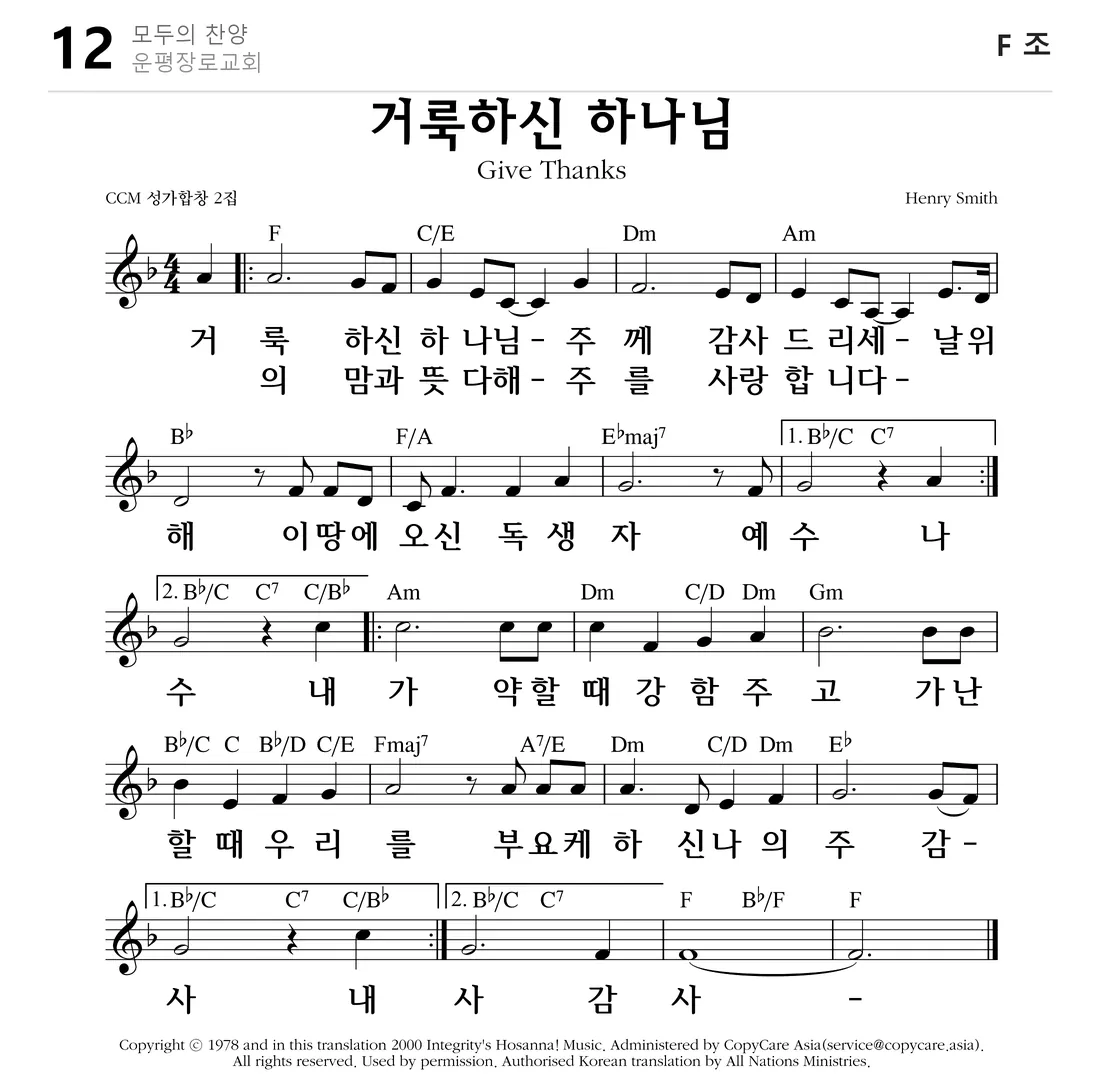 12
모두의 찬양
운평장로교회
F 조
거룩하신 하나님
Give Thanks
CCM 성가합창 2집
Henry Smith
F C/E Dm Am
거 룩 하신 하 나님 - 주 께 감사 드 리세 - 날위
의 맘과 뜻 다해 - 주 를 사랑 합 니다 -
B♭ F/A E♭maj7 1. B♭/C C7
해 이땅에 오신 독 생 자 예 수 나
2. B♭/C C7 C/B♭ Am Dm C/D Dm Gm
수 내 가 약할 때 강 함 주 고 가난
B♭/C C B♭/D C/E Fmaj7 A7/E Dm C/D Dm E♭
할 때 우 리 를 부요케 하 신나 의 주 감 -
1. B♭/C C7 C/B♭ 2. B♭/C C7 F B♭/F F
사 내 사 감 사 -
Copyright ⓒ 1978 and in this translation 2000 Integrity's Hosanna! Music. Administered by CopyCare Asia(service@copycare.asia).
All rights reserved. Used by permission. Authorised Korean translation by All Nations Ministries.